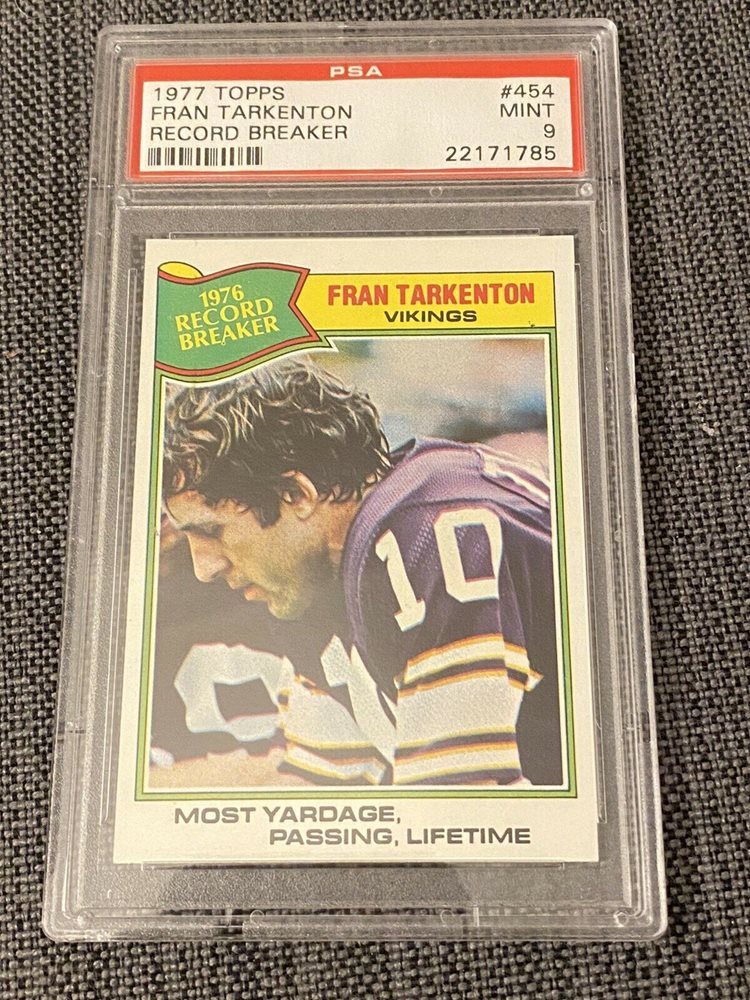 PSA
1977 TOPPS #454
FRAN TARKENTON MINT
RECORD BREAKER 9
22171785
1976
RECORD
BREAKER
FRAN TARKENTON
VIKINGS
10
MOST YARDAGE,
PASSING, LIFETIME